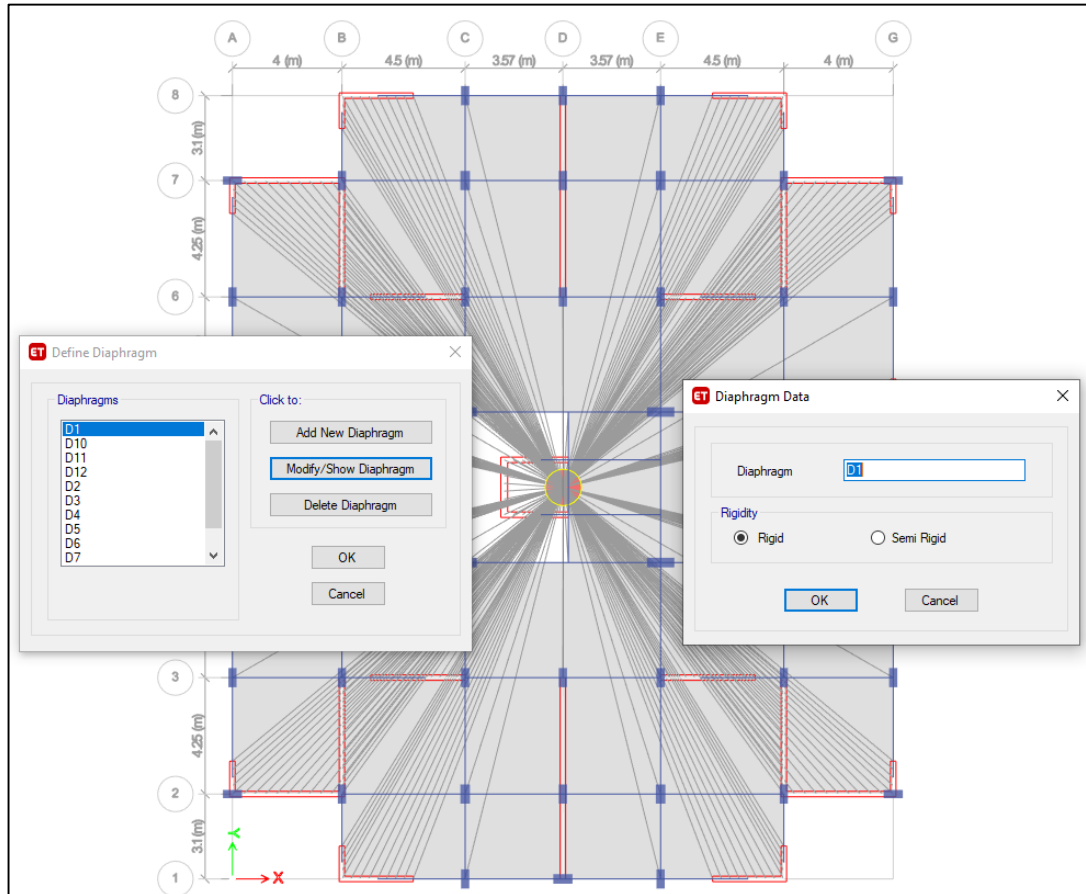 A B C D E G
4 (m) 4.5 (m) 3.57 (m) 3.57 (m) 4.5 (m) 4 (m)
8
3.1 (m)
7
4.25 (m)
6
ET Define Diaphragm
Diaphragms
D1
D10
D11
D12
D2
D3
D4
D5
D6
D7
Click to:
Add New Diaphragm
Modify/Show Diaphragm
Delete Diaphragm
OK
Cancel
ET Diaphragm Data
Diaphragm D1
Rigidity
Rigid Semi Rigid
OK Cancel
3
4.25 (m)
2
3.1 (m)
Y
X
1